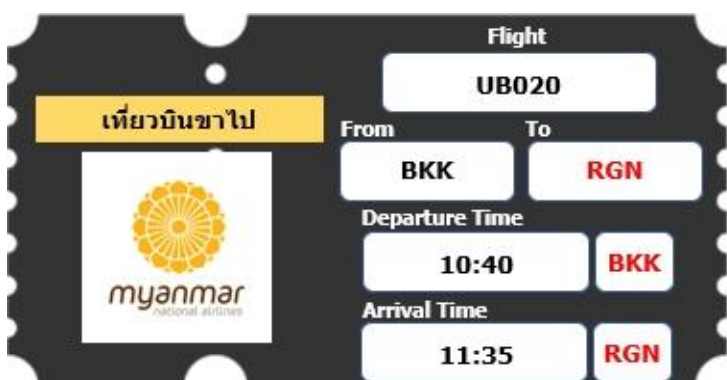 Flight
UB020
เที่ยวบินขาไป
From To
BKK RGN
Departure Time
10:40 BKK
myanmar
national airlines
Arrival Time
11:35 RGN